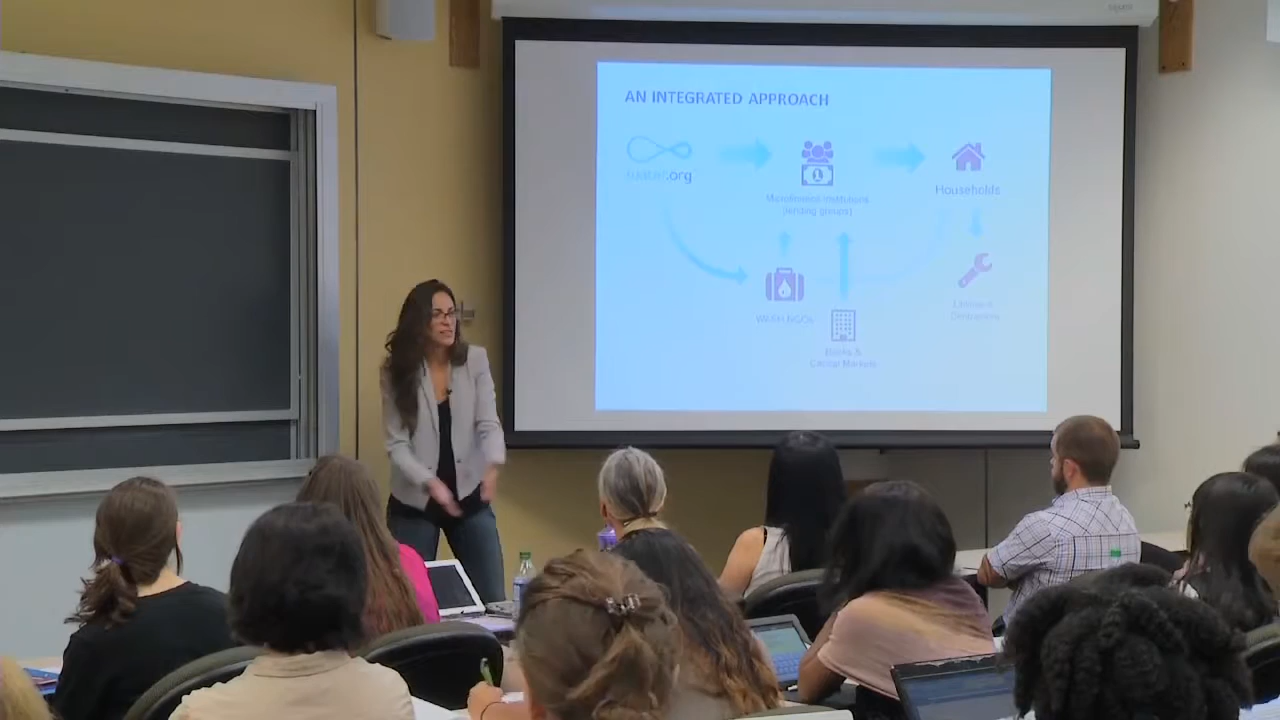 AN INTEGRATED APPROACH
water.org
Microfinance Institutions
(lending groups)
Households
WASH NGOs
Banks &
Capital Markets